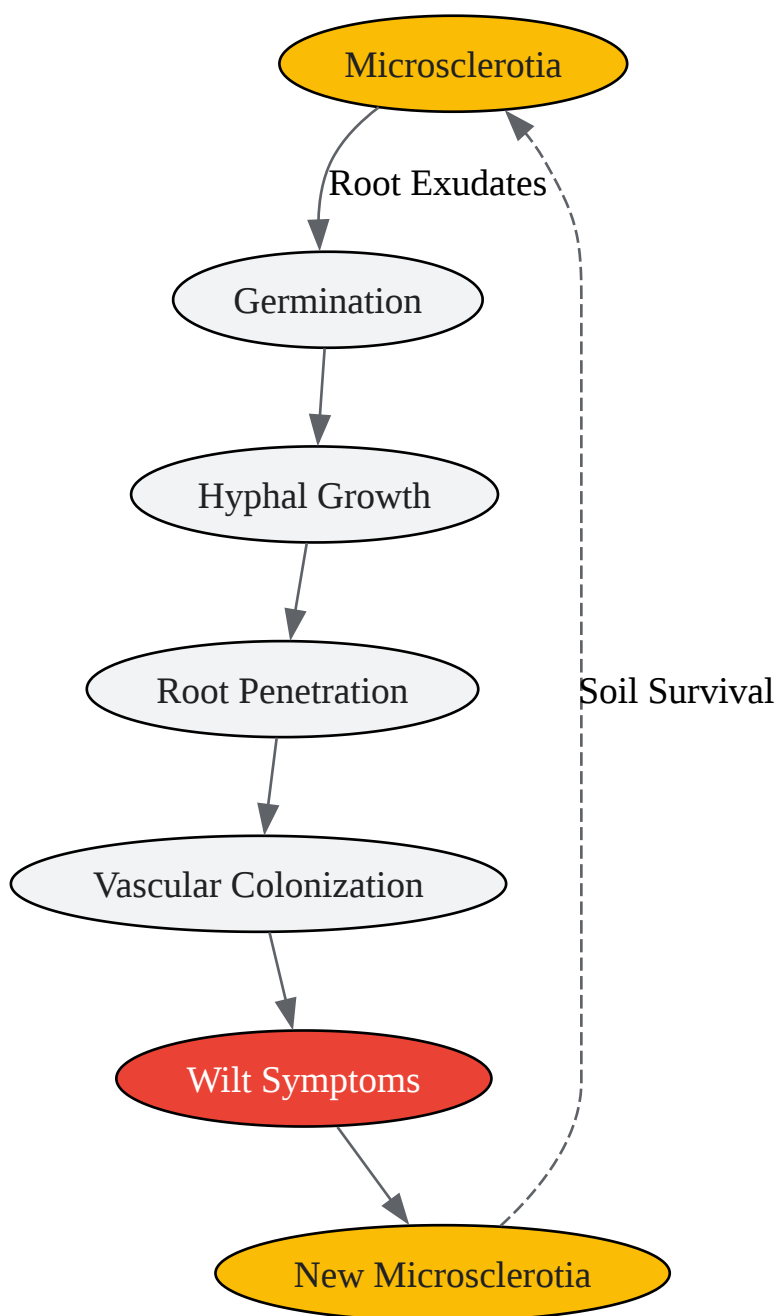 Microsclerotia
Root Exudates
Germination
Hyphal Growth
Root Penetration
Soil Survival
Vascular Colonization
Wilt Symptoms
New Microsclerotia